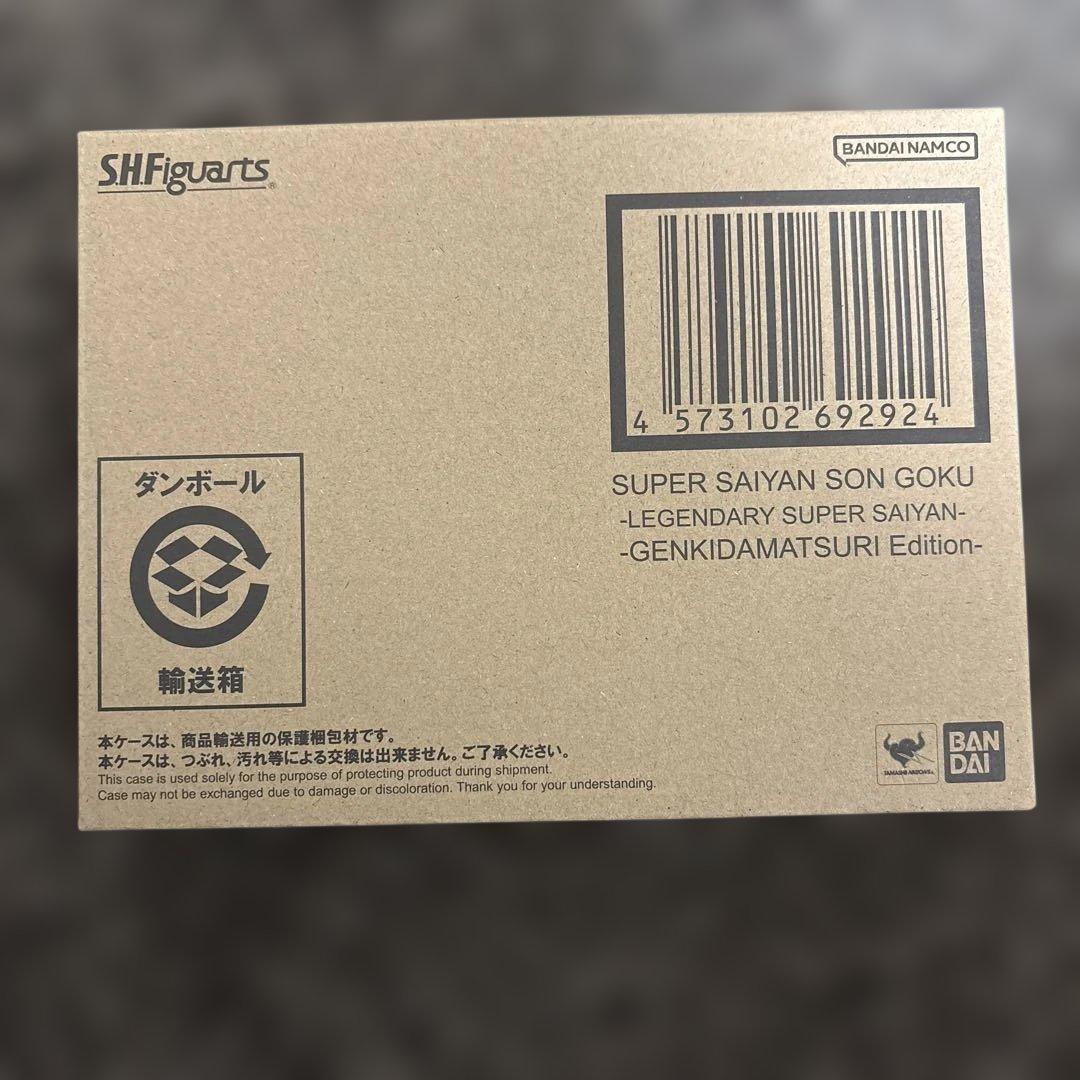 S.H.Figuarts
BANDAI NAMCO
4 573102 692924
SUPER SAIYAN SON GOKU
-LEGENDARY SUPER SAIYAN-
-GENKIDAMATSURI Edition-
ダンボール
輸送箱
本ケースは、商品輸送用の保護梱包材です。
本ケースは、つぶれ、汚れ等による交換は出来ません。ご了承ください。
This case is used solely for the purpose of protecting product during shipment.
Case may not be exchanged due to damage or discoloration. Thank you for your understanding.
TAMASHII NATIONS
BAN
DAI